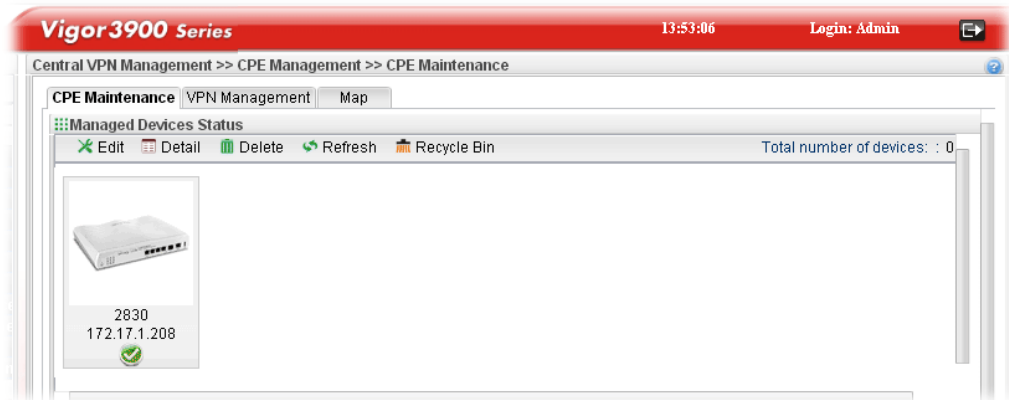 Vigor3900 Series 13:53:06 Login: Admin
Central VPN Management >> CPE Management >> CPE Maintenance
CPE Maintenance VPN Management Map
Managed Devices Status
Edit Detail Delete Refresh Recycle Bin Total number of devices: : 0
2830
172.17.1.208